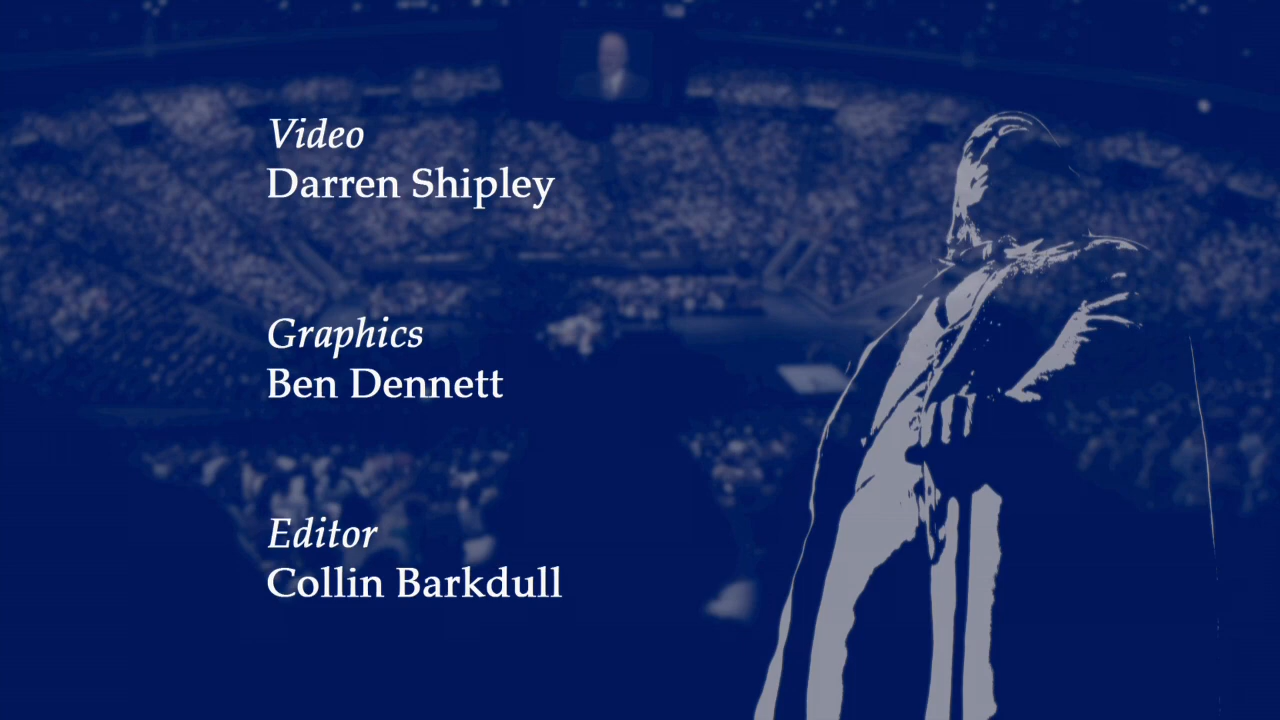 Video
Darren Shipley
Graphics
Ben Dennett
Editor
Collin Barkdull